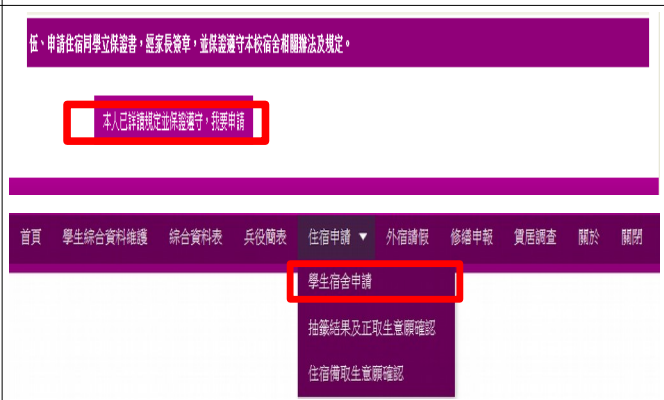 伍、申請住宿同學立保證書，經家長簽章，並保證遵守本校宿舍相關辦法及規定。
本人已詳讀規定並保證遵守，我要申請
首頁 學生綜合資料維護 綜合資料表 兵役簡表 住宿申請 ▼ 外宿請假 修繕申報 賃居調查 關於 關閉
學生宿舍申請
抽籤結果及正取生意願確認
住宿備取生意願確認